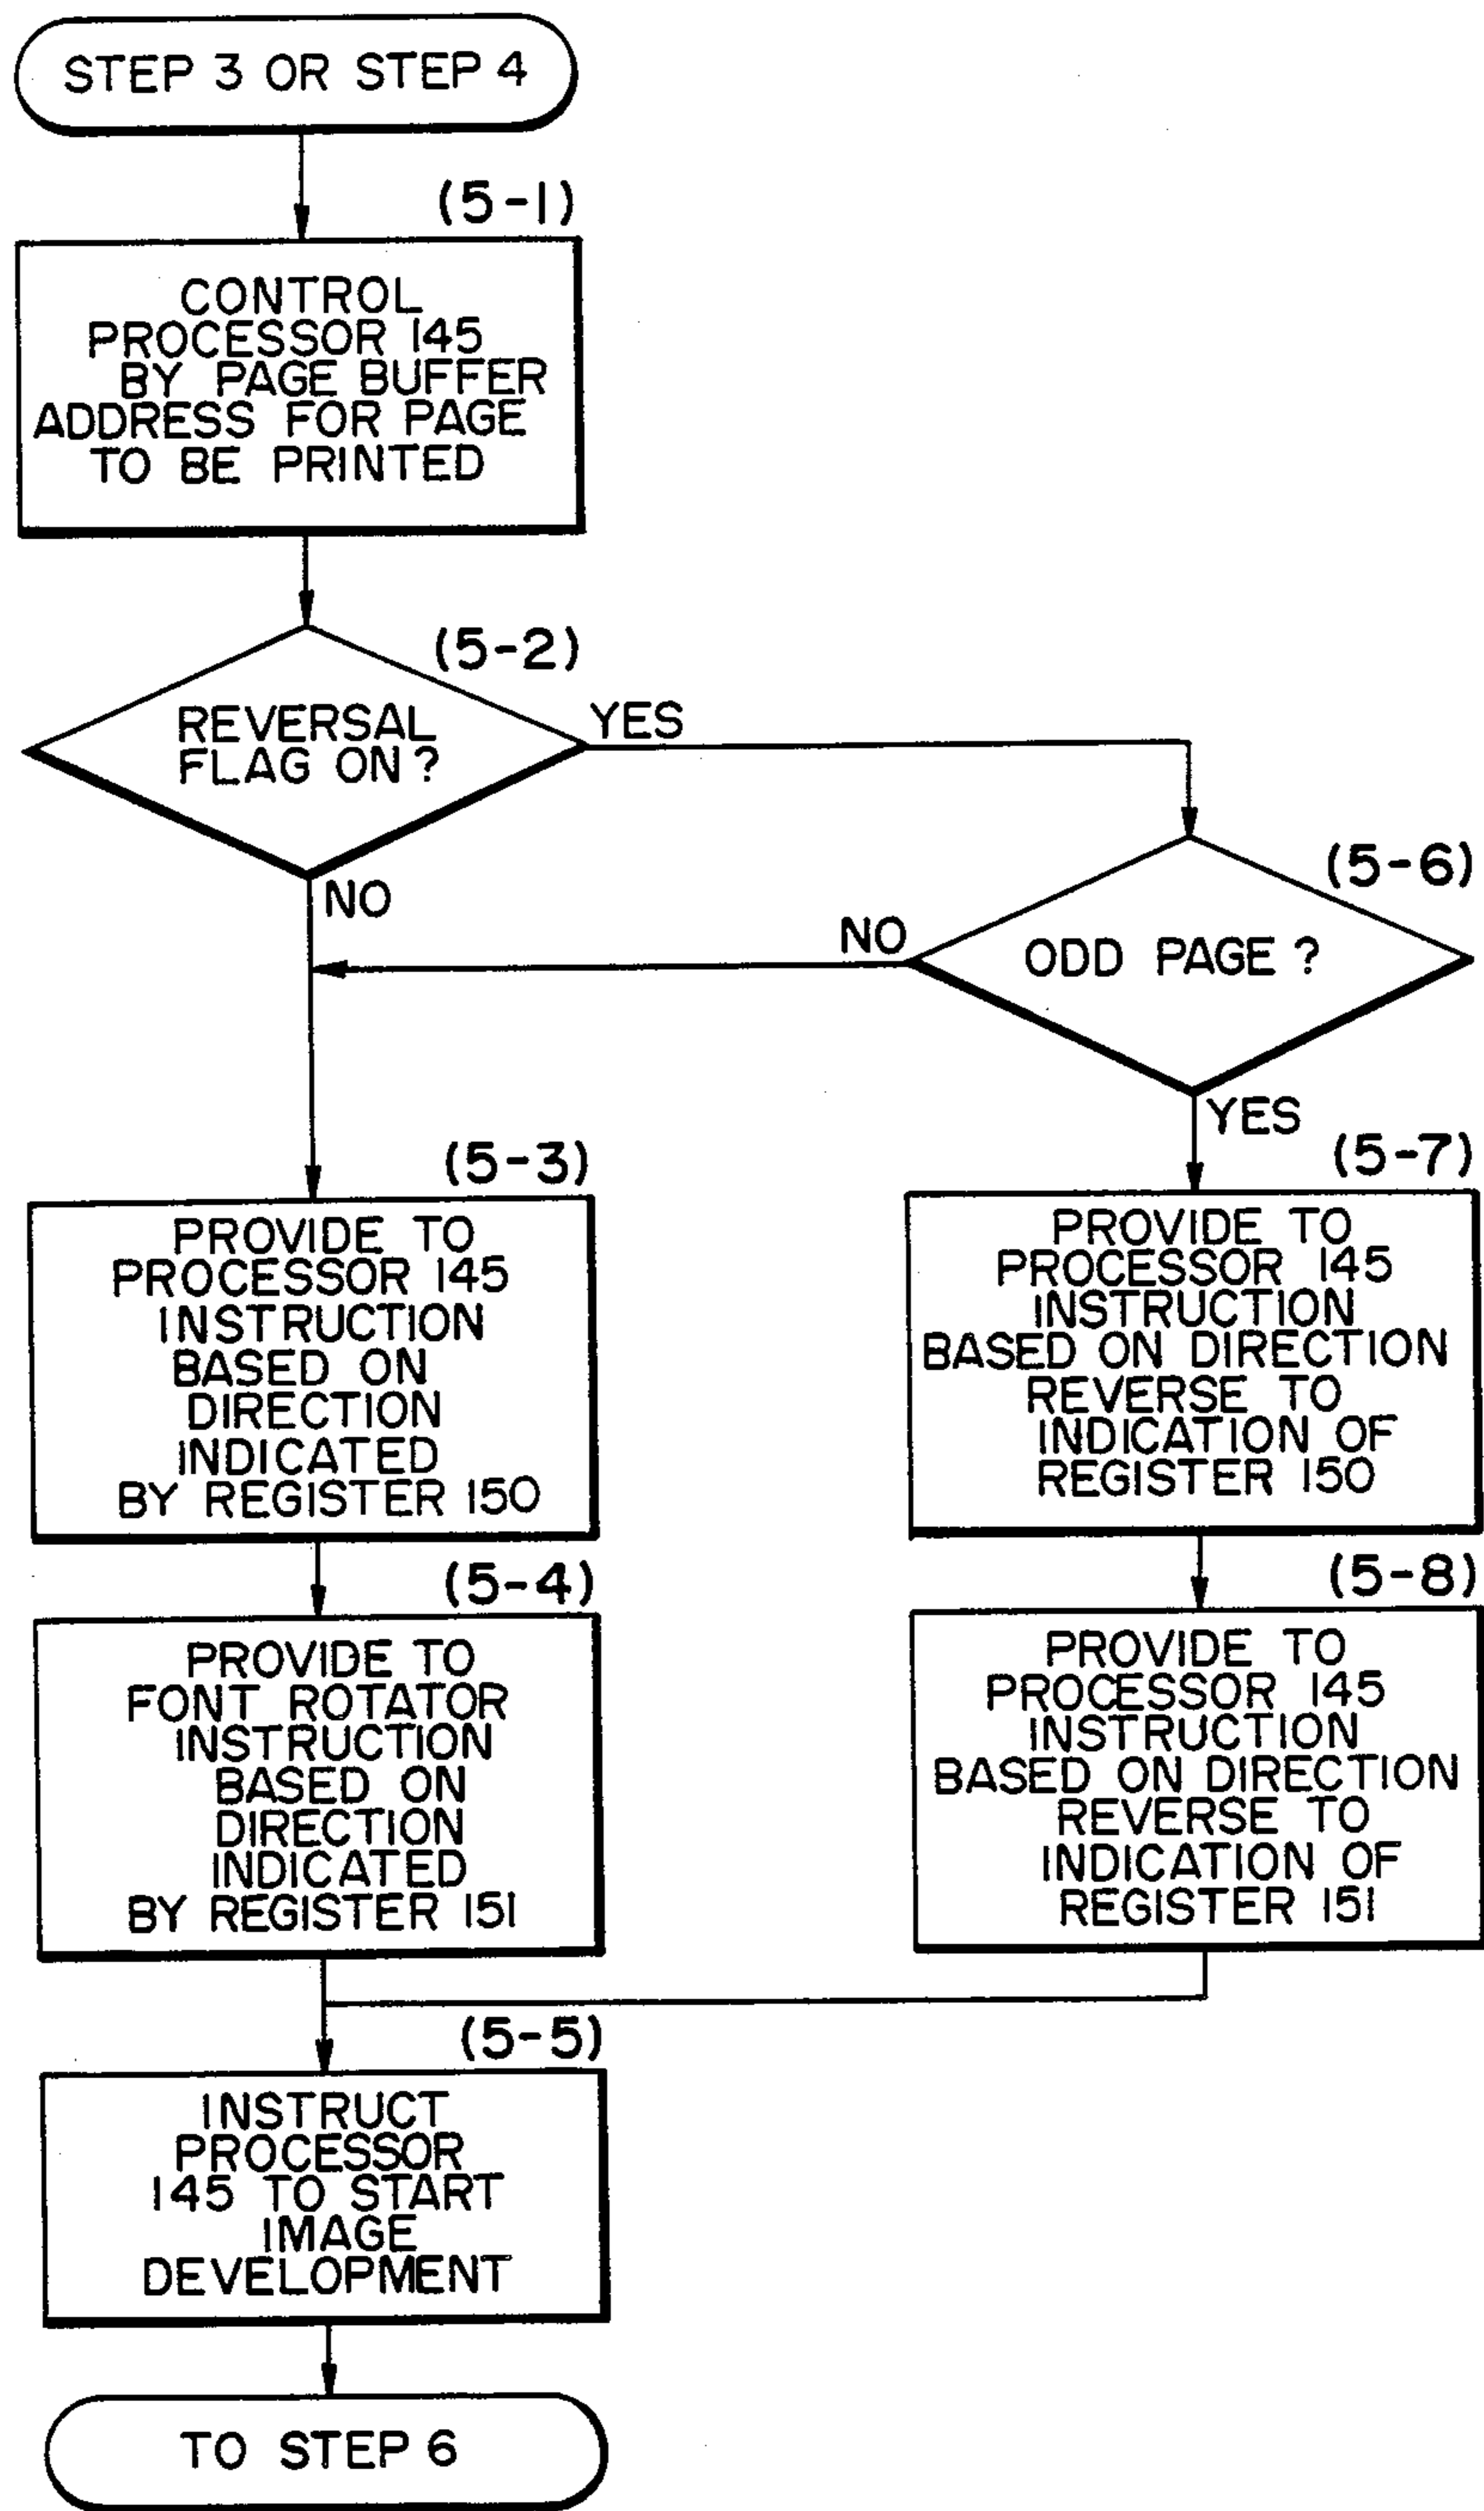 STEP 3 OR STEP 4
(5-1)
CONTROL
PROCESSOR 145
BY PAGE BUFFER
ADDRESS FOR PAGE
TO BE PRINTED
(5-2)
REVERSAL
FLAG ON ?
YES
NO
(5-6)
ODD PAGE ?
NO
YES
(5-3)
PROVIDE TO
PROCESSOR 145
INSTRUCTION
BASED ON
DIRECTION
INDICATED
BY REGISTER 150
(5-7)
PROVIDE TO
PROCESSOR 145
INSTRUCTION
BASED ON DIRECTION
REVERSE TO
INDICATION OF
REGISTER 150
(5-4)
PROVIDE TO
FONT ROTATOR
INSTRUCTION
BASED ON
DIRECTION
INDICATED
BY REGISTER 151
(5-8)
PROVIDE TO
PROCESSOR 145
INSTRUCTION
BASED ON DIRECTION
REVERSE TO
INDICATION OF
REGISTER 151
(5-5)
INSTRUCT
PROCESSOR
145 TO START
IMAGE
DEVELOPMENT
TO STEP 6